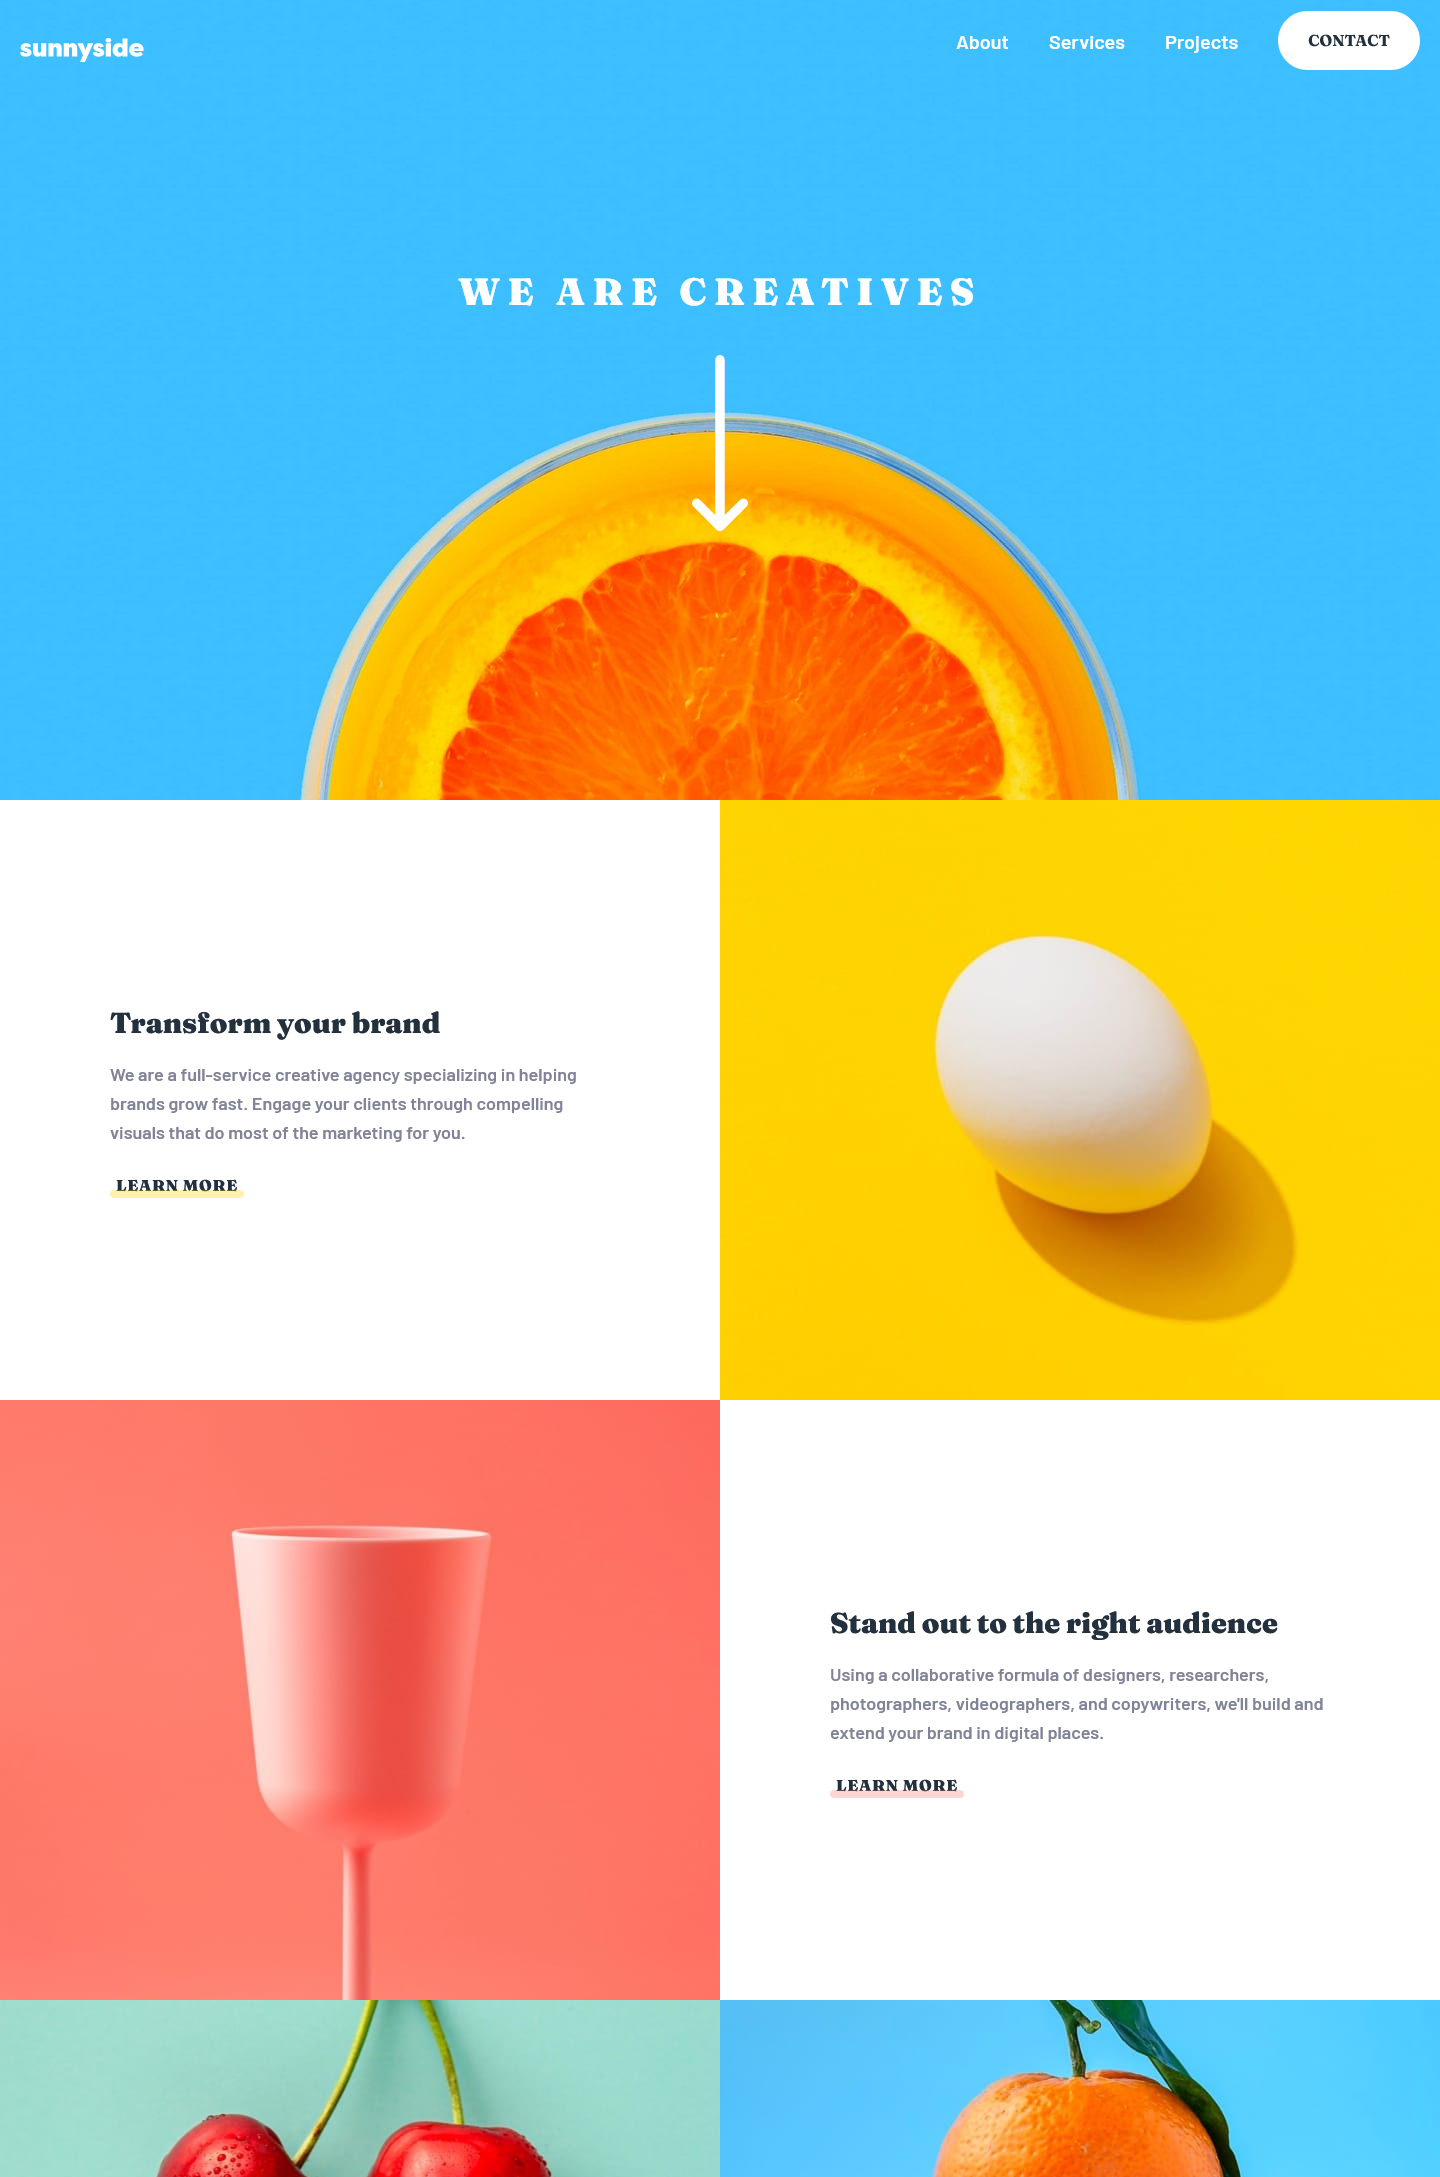 sunnyside
About
Services
Projects
CONTACT
WE ARE CREATIVES
Transform your brand
We are a full-service creative agency specializing in helping
brands grow fast. Engage your clients through compelling
visuals that do most of the marketing for you.
LEARN MORE
Stand out to the right audience
Using a collaborative formula of designers, researchers,
photographers, videographers, and copywriters, we'll build and
extend your brand in digital places.
LEARN MORE